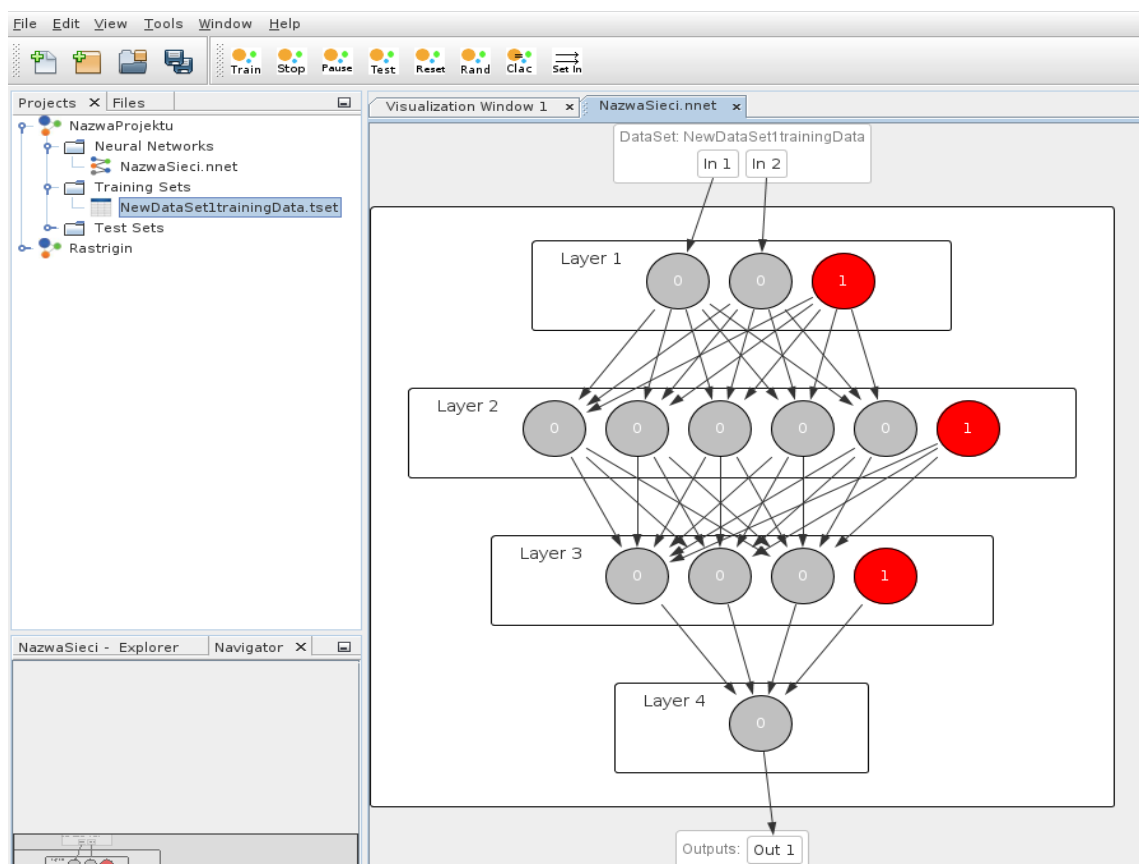 File Edit View Tools Window Help
Train Stop Pause Test Reset Rand Clac Set In
Projects Files
NazwaProjektu
Neural Networks
NazwaSieci.nnet
Training Sets
NewDataSet1trainingData.tset
Test Sets
Rastrigin
NazwaSieci - Explorer Navigator
Visualization Window 1 NazwaSieci.nnet
DataSet: NewDataSet1trainingData
In 1 In 2
Layer 1 0 0 1
Layer 2 0 0 0 0 0 1
Layer 3 0 0 0 1
Layer 4 0
Outputs: Out 1